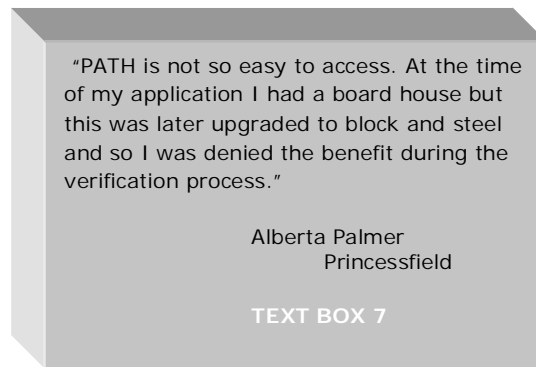 “PATH is not so easy to access. At the time
of my application I had a board house but
this was later upgraded to block and steel
and so I was denied the benefit during the
verification process.”
Alberta Palmer
Princessfield
TEXT BOX 7